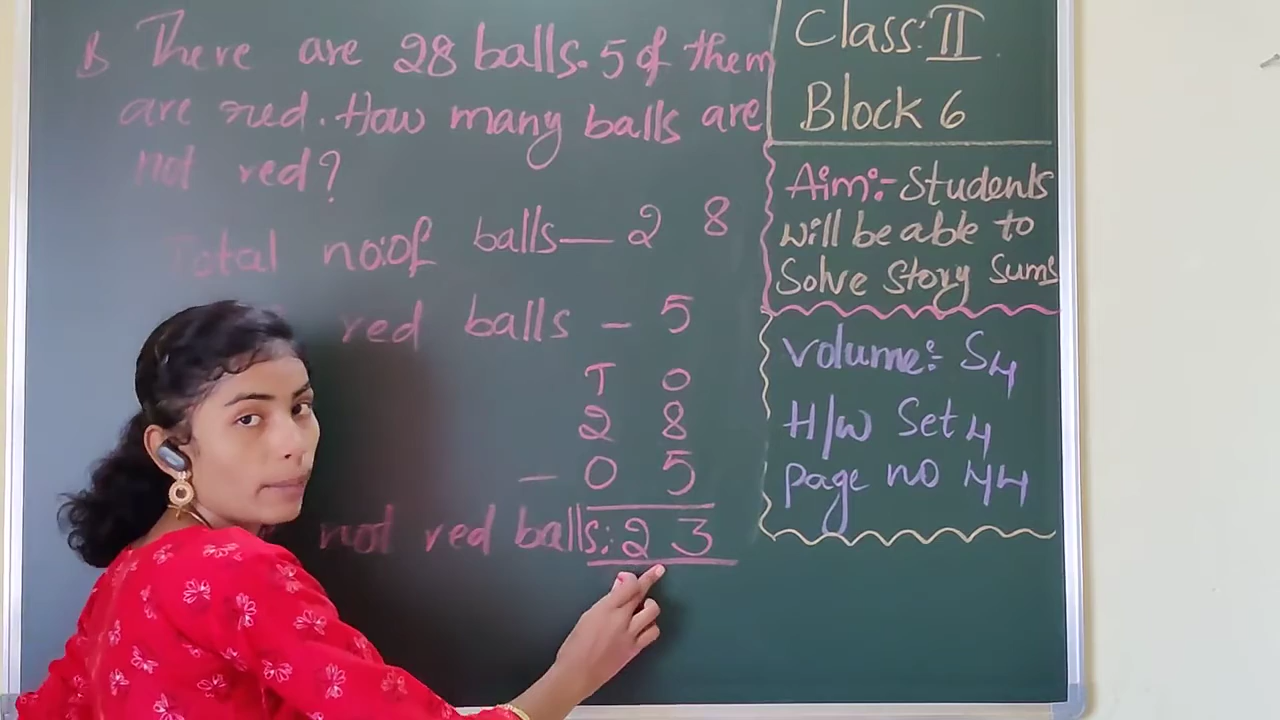 There are 28 balls. 5 of them
are red. How many balls are
not red?
Total no:of balls — 2 8
red balls - 5
T O
2 8
- 0 5
not red balls: 2 3
Class: II
Block 6
Aim:- Students
will be able to
Solve Story Sums
Volume:- S4
H/W Set 4
page no 44